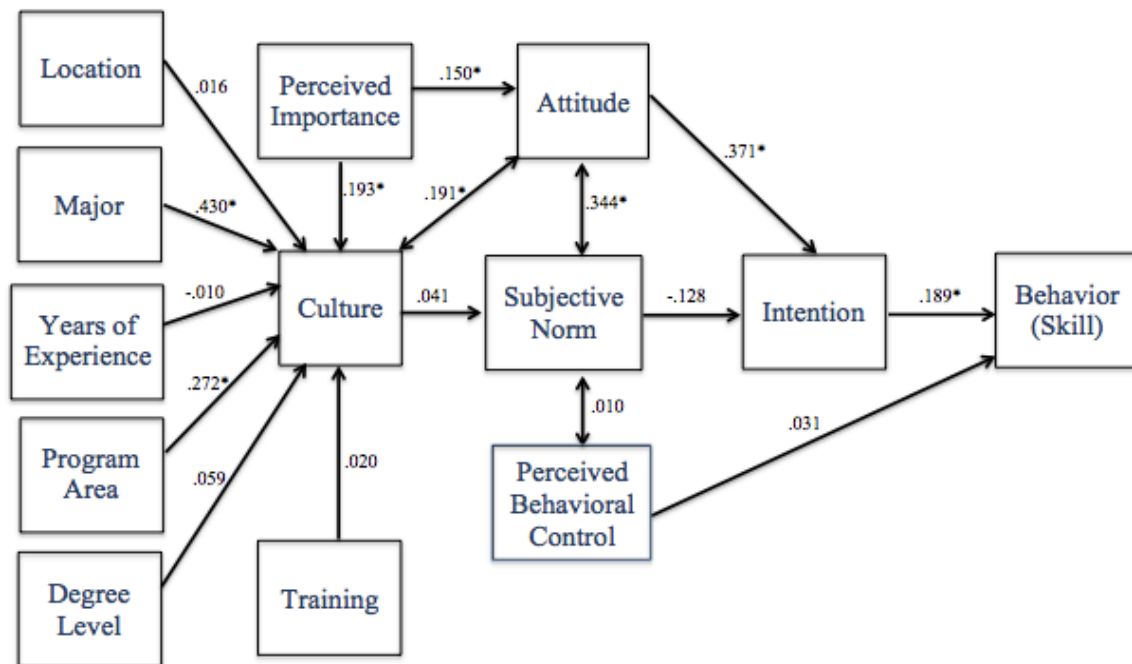 Location
.016
Perceived
Importance
.150*
Attitude
Major
.430*
.193*
.191*
.344*
.371*
Years of
Experience
-.010
Culture
.041
Subjective
Norm
-.128
Intention
.189*
Behavior
(Skill)
Program
Area
.272*
.059
.020
.010
.031
Perceived
Behavioral
Control
Degree
Level
Training